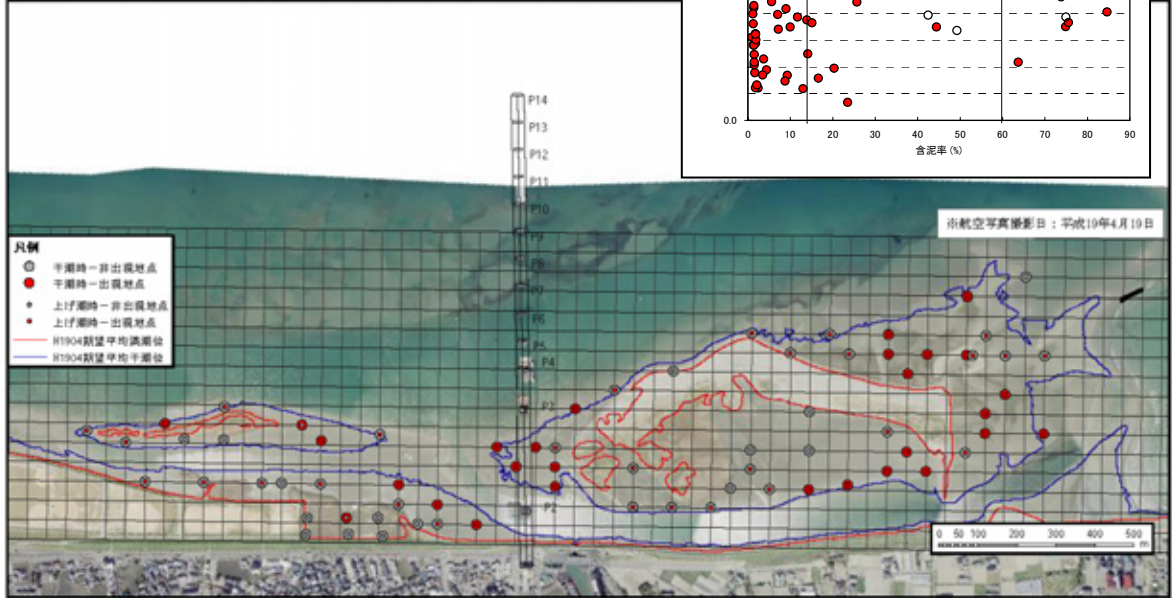 0.0
0 10 20 30 40 50 60 70 80 90
含泥率(%)
P14
P13
P12
P11
P10
P9
P8
P7
P6
P5
P4
P2
※航空写真撮影日：平成19年4月19日
凡例
干潮時－非出現地点
干潮時－出現地点
上げ潮時－非出現地点
上げ潮時－出現地点
H1904期望平均満潮位
H1904期望平均干潮位
0 50 100 200 300 400 500
m